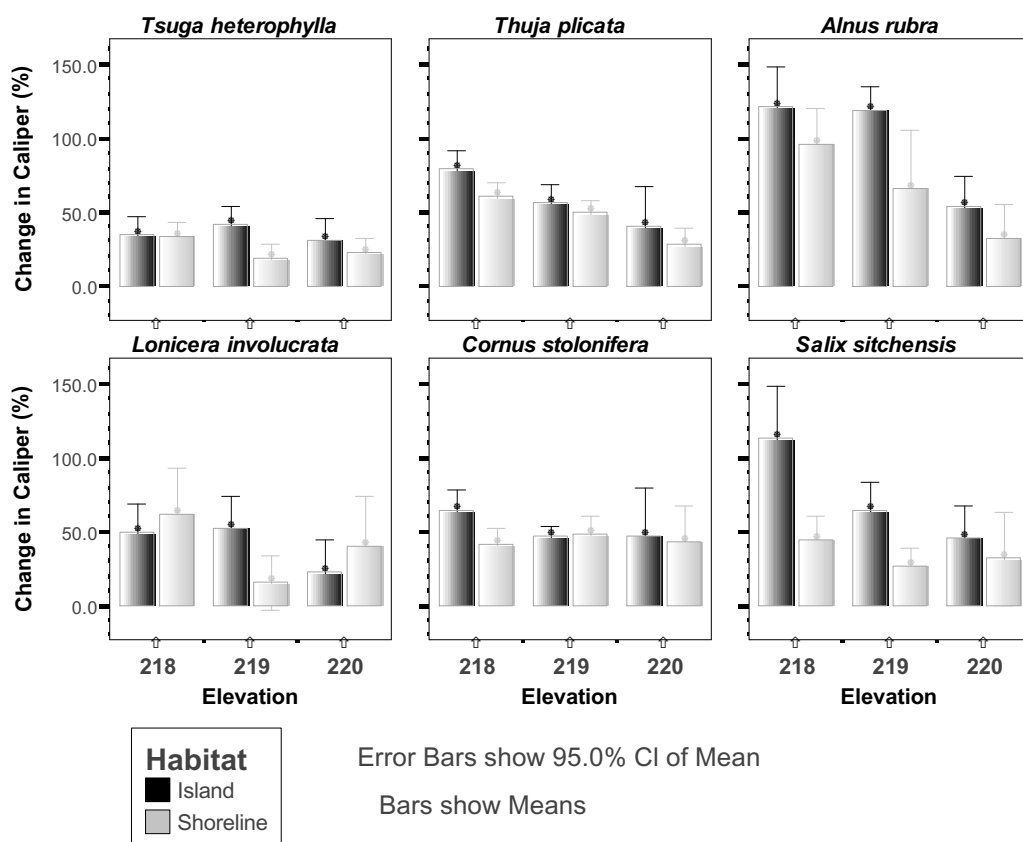 Tsuga heterophylla
Thuja plicata
Alnus rubra
Change in Caliper (%)
150.0
100.0
50.0
0.0
Lonicera involucrata
Cornus stolonifera
Salix sitchensis
Change in Caliper (%)
150.0
100.0
50.0
0.0
218 219 220
218 219 220
218 219 220
Elevation
Elevation
Elevation
Habitat
Island
Shoreline
Error Bars show 95.0% CI of Mean
Bars show Means